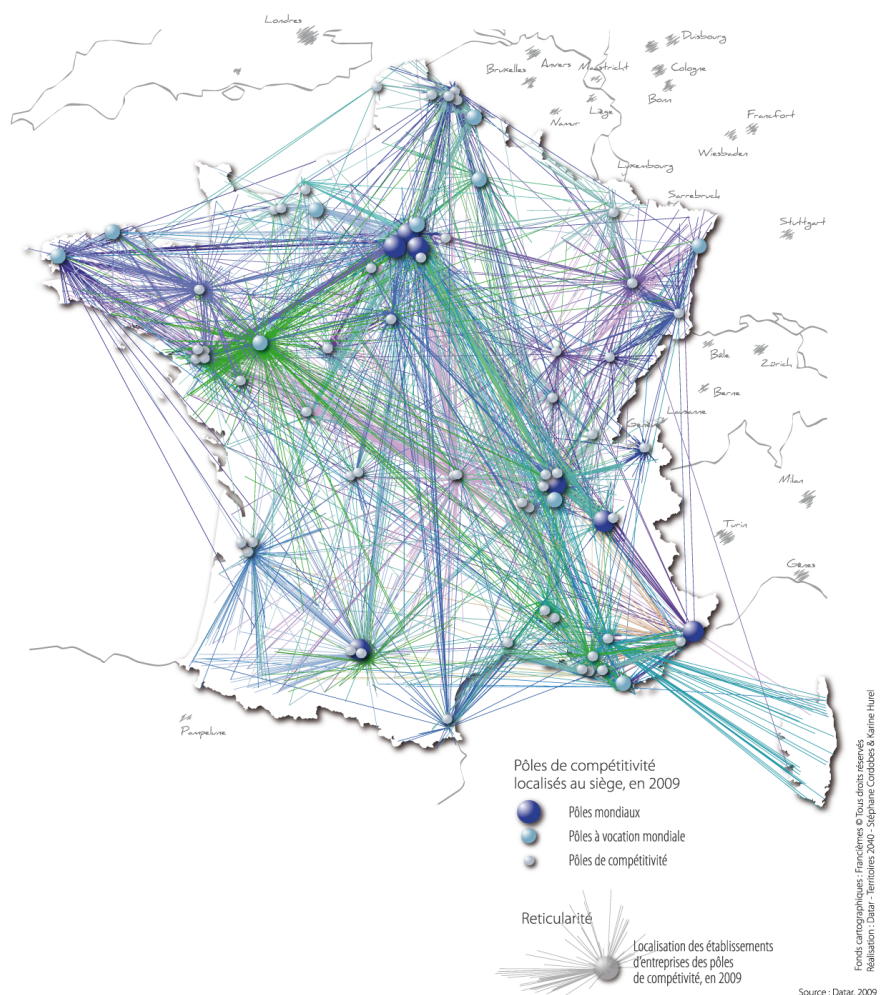 Londres
Duisbourg
Bruxelles
Anvers
Maastricht
Cologne
Liège
Bonn
Namur
Francfort
Wiesbaden
Luxembourg
Sarrebruck
Stuttgart
Bâle
Zürich
Berne
Lausanne
Genève
Milan
Turin
Gênes
Pampelune
Pôles de compétitivité
localisés au siège, en 2009
Pôles mondiaux
Pôles à vocation mondiale
Pôles de compétitivité
Reticularité
Localisation des établissements
d'entreprises des pôles
de compétitivité, en 2009
Fonds cartographiques : Francièmes © Tous droits réservés
Réalisation : Datar - Territoires 2040 - Stéphane Cordobes & Karine Hurel
Source : Datar, 2009